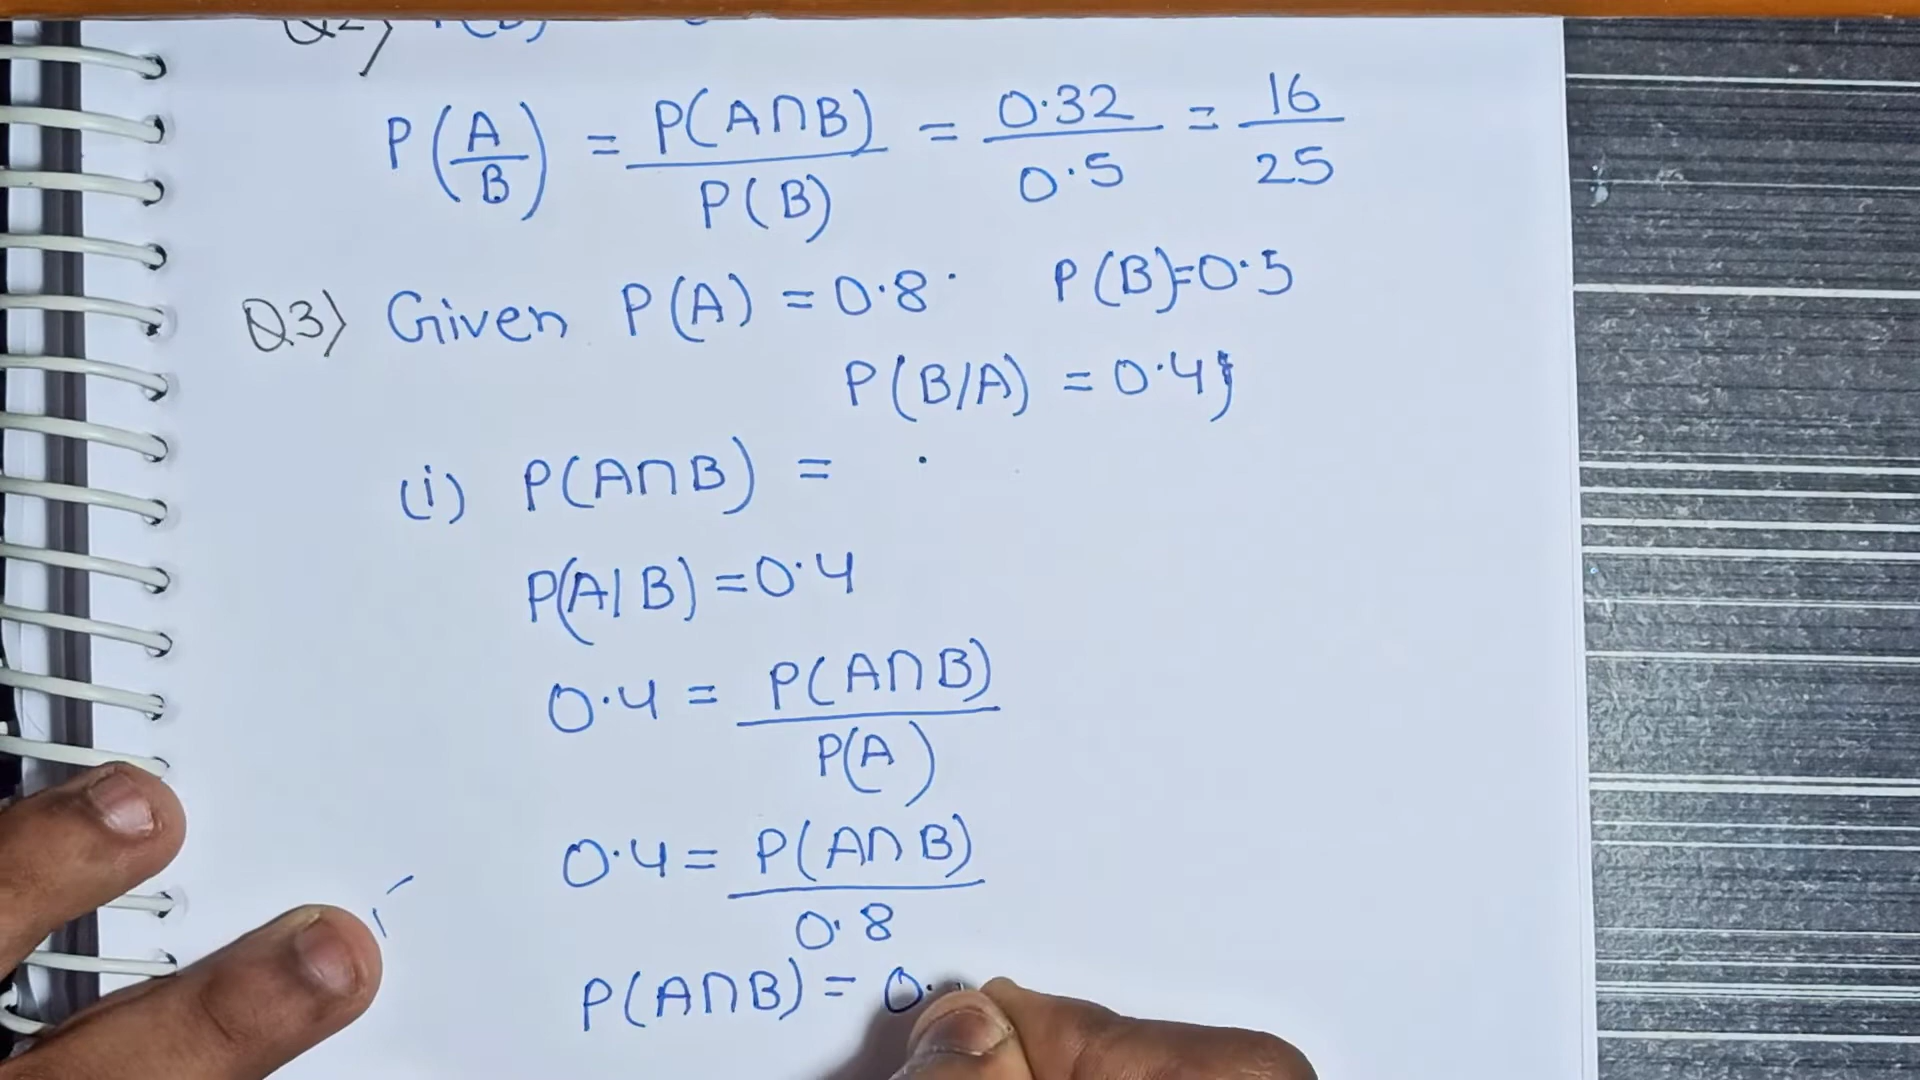 P(A/B) = P(A∩B)/P(B) = 0.32/0.5 = 16/25
Q3) Given P(A) = 0.8 P(B)=0.5
P(B/A) = 0.4
(i) P(A∩B) =
P(A|B) = 0.4
0.4 = P(A∩B)/P(A)
0.4 = P(A∩B)/0.8
P(A∩B) = 0.